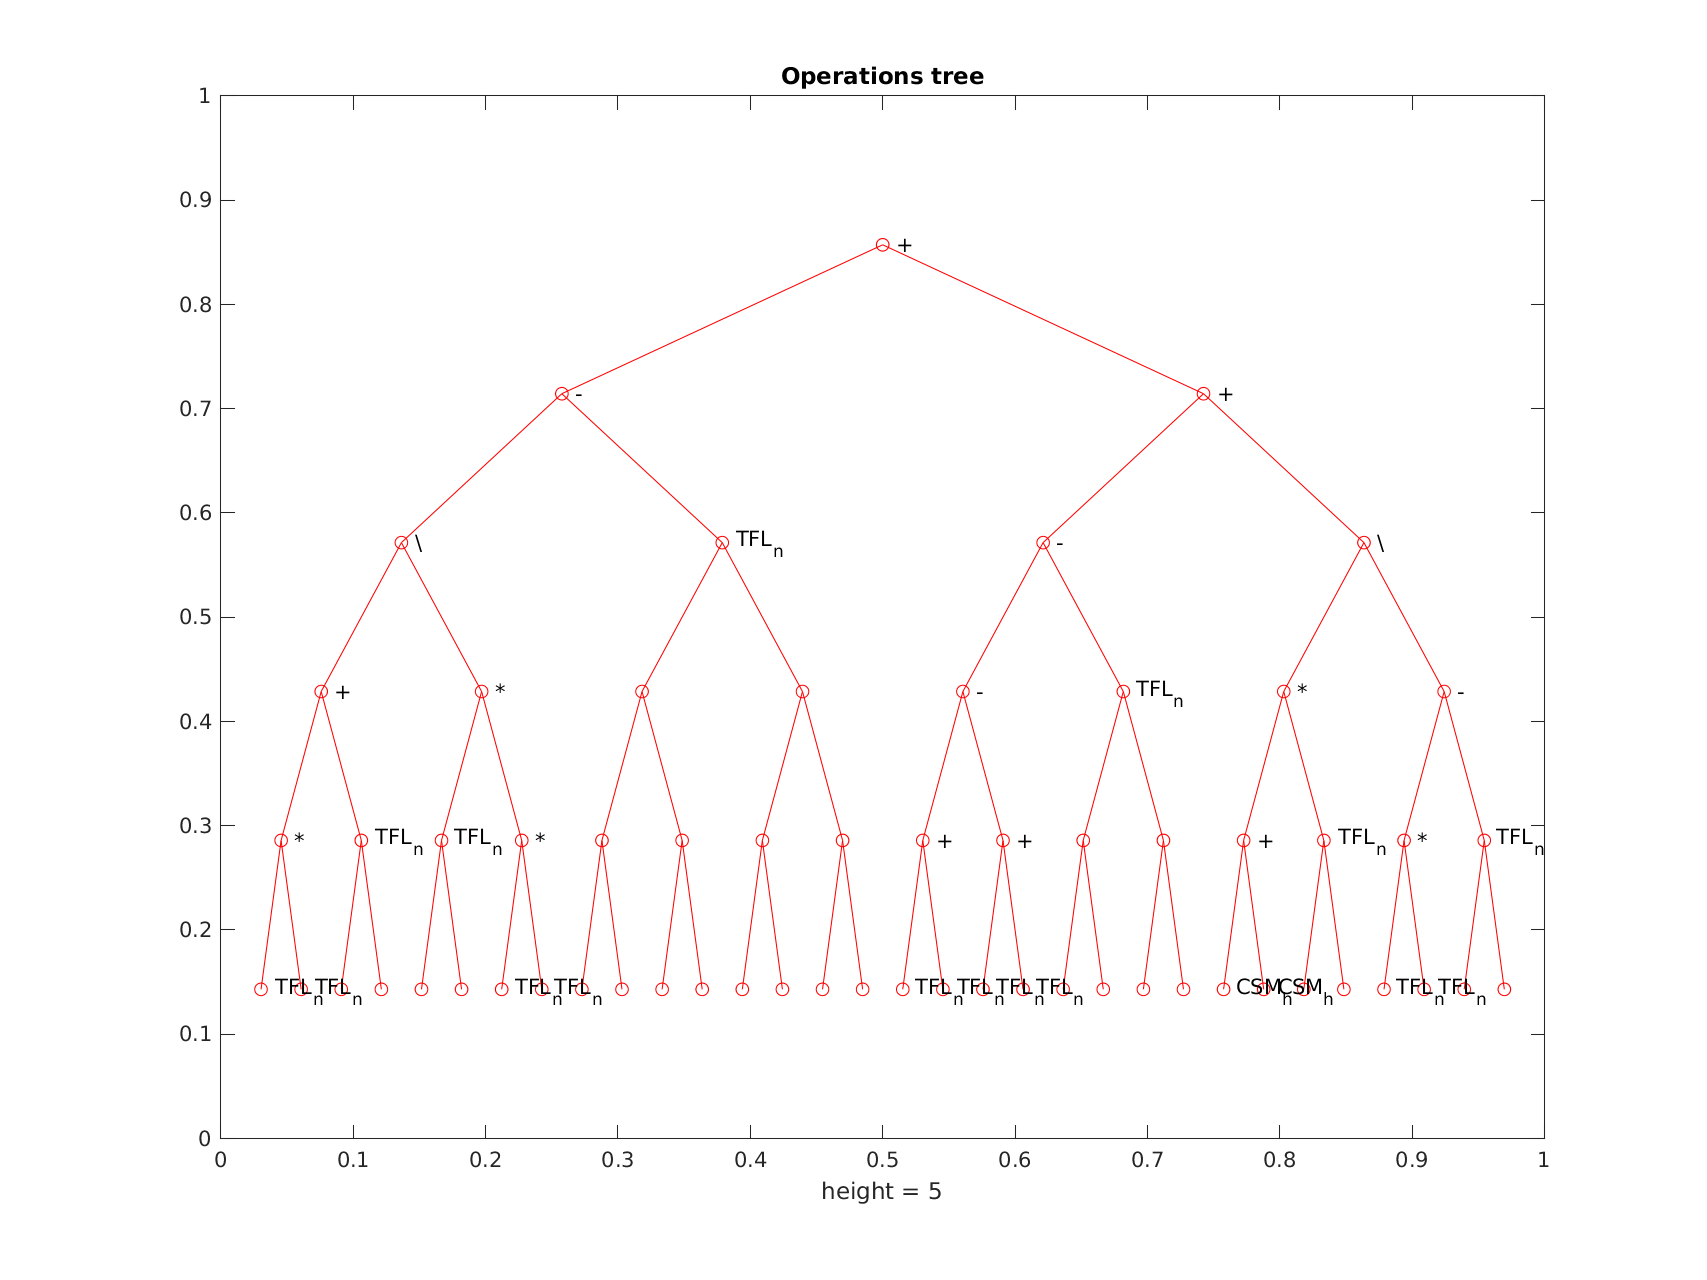 Operations tree
1
0.9
+
0.8
- +
0.7
0.6
\ TFLn - \
0.5
+ * - TFLn * -
0.4
0.3
* TFLn TFLn * + + + TFLn * TFLn
0.2
TFLn TFLn TFLn TFLn TFLn TFLn TFLn TFLn CSMn CSMn TFLn TFLn
0.1
0
0 0.1 0.2 0.3 0.4 0.5 0.6 0.7 0.8 0.9 1
height = 5